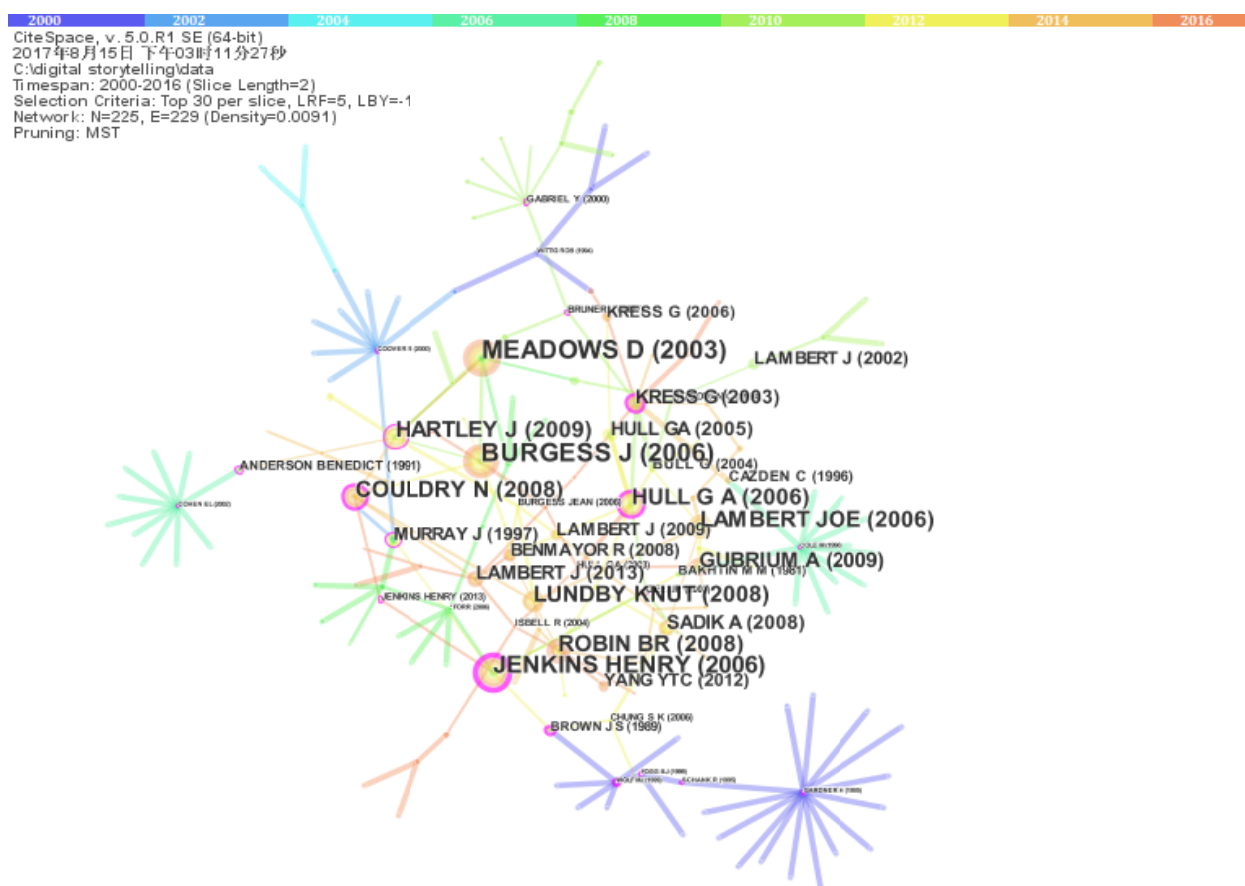 2000 2002 2004 2006 2008 2010 2012 2014 2016
CiteSpace, v. 5.0.R1 SE (64-bit)
2017年8月15日 下午03时11分27秒
C:\digital storytelling\data
Timespan: 2000-2016 (Slice Length=2)
Selection Criteria: Top 30 per slice, LRF=5, LBY=-1
Network: N=225, E=229 (Density=0.0091)
Pruning: MST
GABRIEL Y (2000)
BRUNER
KRESS G (2006)
MEADOWS D (2003)
LAMBERT J (2002)
KRESS G (2003)
HARTLEY J (2009)
HULL GA (2005)
BURGESS J (2006)
ANDERSON BENEDICT (1991)
BULL G (2004)
CAZDEN C (1996)
COULDRY N (2008)
BURGESS JEAN (2006)
HULL G A (2006)
LAMBERT JOE (2006)
MURRAY J (1997)
LAMBERT J (2009)
BENMAYOR R (2008)
GUBRIUM A (2009)
HULL GA (2003)
BAKHTIN M M (1981)
LAMBERT J (2013)
JENKINS HENRY (2013)
LUNDBY KNUT (2008)
ISBELL R (2004)
SADIK A (2008)
ROBIN BR (2008)
JENKINS HENRY (2006)
YANG YTC (2012)
CHUNG S K (2006)
BROWN J S (1989)
SCHANK R (1995)